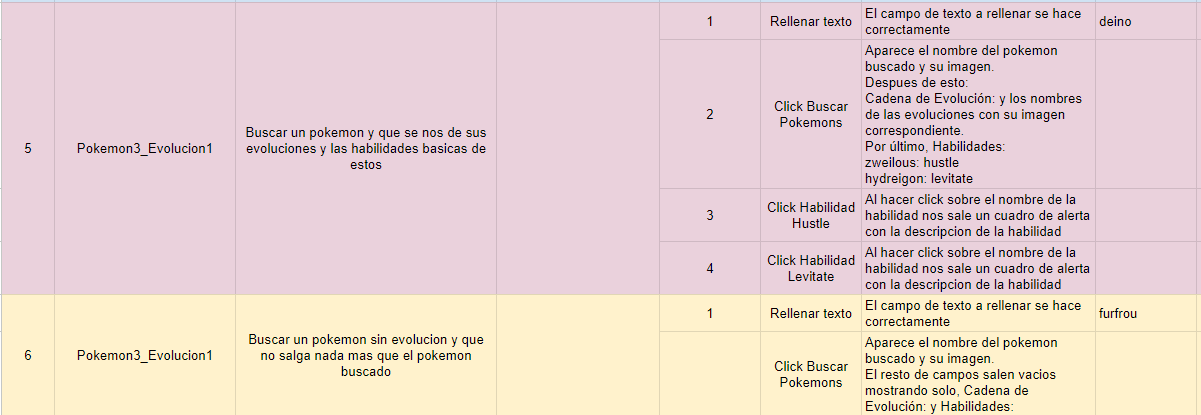 5
Pokemon3_Evolucion1
Buscar un pokemon y que se nos de sus
evoluciones y las habilidades basicas de
estos
1
Rellenar texto
El campo de texto a rellenar se hace
correctamente
deino
2
Click Buscar
Pokemons
Aparece el nombre del pokemon
buscado y su imagen.
Despues de esto:
Cadena de Evolución: y los nombres
de las evoluciones con su imagen
correspondiente.
Por último, Habilidades:
zweilous: hustle
hydreigon: levitate
3
Click Habilidad
Hustle
Al hacer click sobre el nombre de la
habilidad nos sale un cuadro de alerta
con la descripcion de la habilidad
4
Click Habilidad
Levitate
Al hacer click sobre el nombre de la
habilidad nos sale un cuadro de alerta
con la descripcion de la habilidad
6
Pokemon3_Evolucion1
Buscar un pokemon sin evolucion y que
no salga nada mas que el pokemon
buscado
1
Rellenar texto
El campo de texto a rellenar se hace
correctamente
furfrou
Click Buscar
Pokemons
Aparece el nombre del pokemon
buscado y su imagen.
El resto de campos salen vacios
mostrando solo, Cadena de
Evolución: y Habilidades: